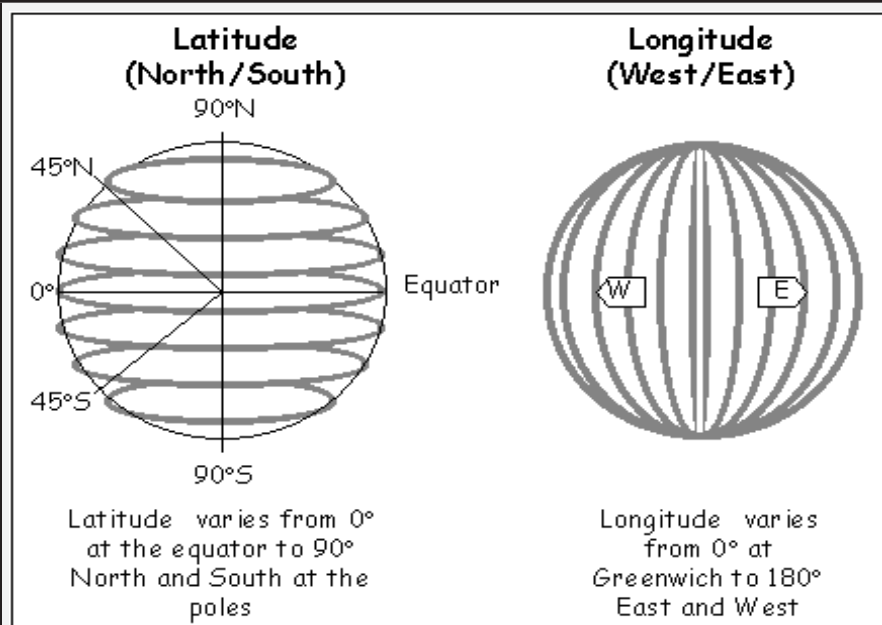 Latitude
(North/South)
90°N
45°N
0°
Equator
45°S
90°S
Latitude varies from 0°
at the equator to 90°
North and South at the
poles
Longitude
(West/East)
W
E
Longitude varies
from 0° at
Greenwich to 180°
East and West